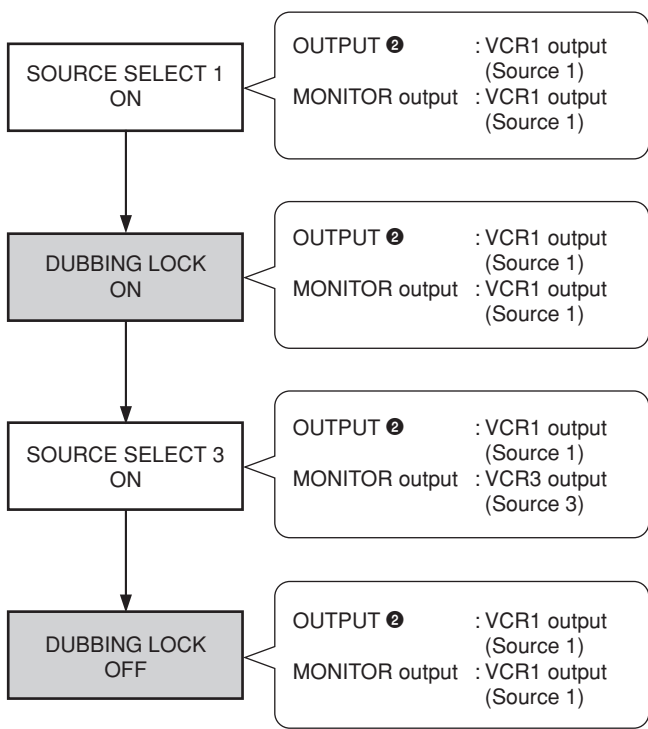 SOURCE SELECT 1
ON
OUTPUT ❷ : VCR1 output
(Source 1)
MONITOR output : VCR1 output
(Source 1)
DUBBING LOCK
ON
OUTPUT ❷ : VCR1 output
(Source 1)
MONITOR output : VCR1 output
(Source 1)
SOURCE SELECT 3
ON
OUTPUT ❷ : VCR1 output
(Source 1)
MONITOR output : VCR3 output
(Source 3)
DUBBING LOCK
OFF
OUTPUT ❷ : VCR1 output
(Source 1)
MONITOR output : VCR1 output
(Source 1)